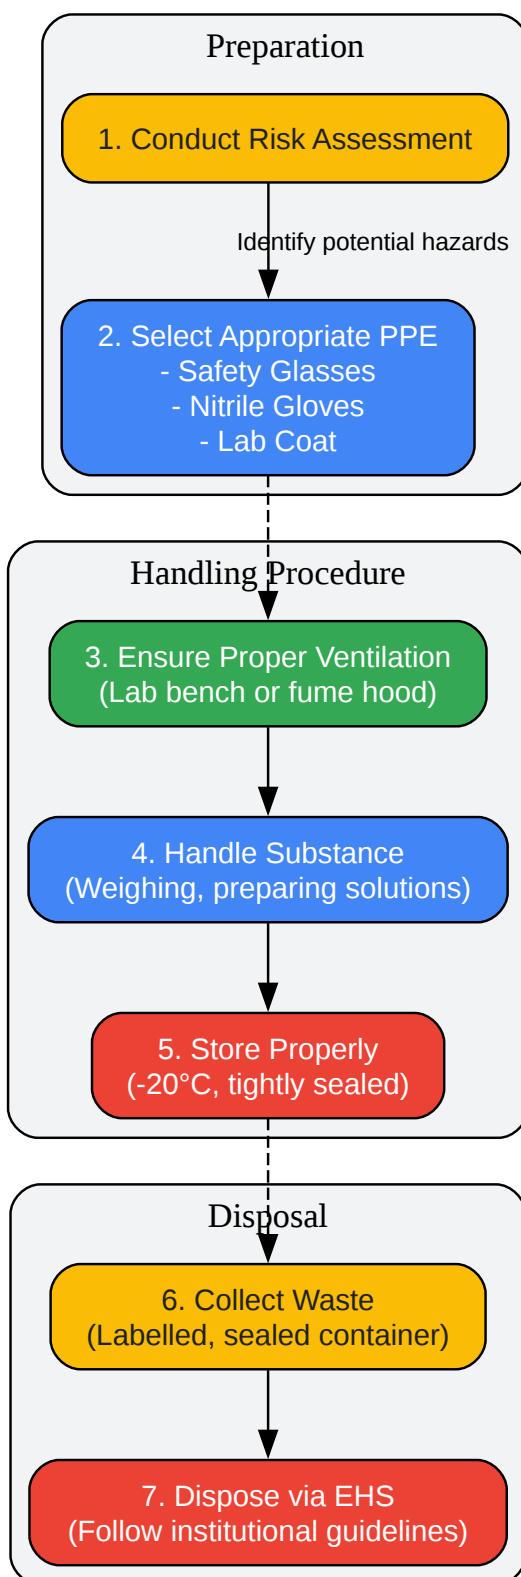 Preparation
1. Conduct Risk Assessment
Identify potential hazards
2. Select Appropriate PPE
- Safety Glasses
- Nitrile Gloves
- Lab Coat
Handling Procedure
3. Ensure Proper Ventilation
(Lab bench or fume hood)
4. Handle Substance
(Weighing, preparing solutions)
5. Store Properly
(-20°C, tightly sealed)
Disposal
6. Collect Waste
(Labelled, sealed container)
7. Dispose via EHS
(Follow institutional guidelines)